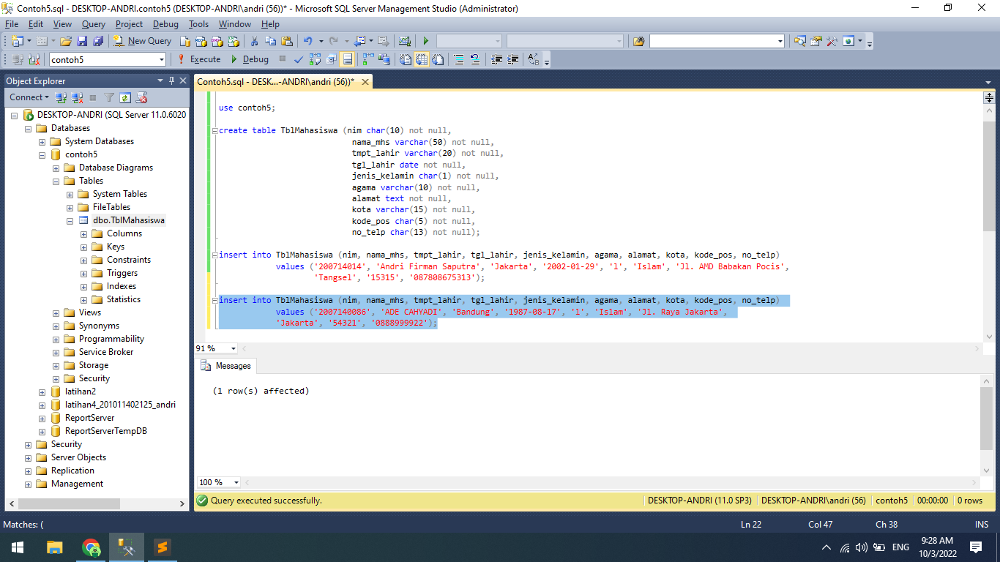 Contoh5.sql - DESKTOP-ANDRI.contoh5 (DESKTOP-ANDRI\andri (56))* - Microsoft SQL Server Management Studio (Administrator)
File Edit View Query Project Debug Tools Window Help
New Query
contoh5 Execute Debug
Object Explorer
Connect
DESKTOP-ANDRI (SQL Server 11.0.6020
Databases
System Databases
contoh5
Database Diagrams
Tables
System Tables
FileTables
dbo.TblMahasiswa
Columns
Keys
Constraints
Triggers
Indexes
Statistics
Views
Synonyms
Programmability
Service Broker
Storage
Security
latihan2
latihan4_201011402125_andri
ReportServer
ReportServerTempDB
Security
Server Objects
Replication
Management
Contoh5.sql - DESK...-ANDRI\andri (56))*
use contoh5;
create table TblMahasiswa (nim char(10) not null,
nama_mhs varchar(50) not null,
tmpt_lahir varchar(20) not null,
tgl_lahir date not null,
jenis_kelamin char(1) not null,
agama varchar(10) not null,
alamat text not null,
kota varchar(15) not null,
kode_pos char(5) not null,
no_telp char(13) not null);
insert into TblMahasiswa (nim, nama_mhs, tmpt_lahir, tgl_lahir, jenis_kelamin, agama, alamat, kota, kode_pos, no_telp)
values ('200714014', 'Andri Firman Saputra', 'Jakarta', '2002-01-29', 'l', 'Islam', 'Jl. AMD Babakan Pocis',
'Tangsel', '15315', '087808675313');
insert into TblMahasiswa (nim, nama_mhs, tmpt_lahir, tgl_lahir, jenis_kelamin, agama, alamat, kota, kode_pos, no_telp)
values ('2007140086', 'ADE CAHYADI', 'Bandung', '1987-08-17', 'l', 'Islam', 'Jl. Raya Jakarta',
'Jakarta', '54321', '0888999922');
91 %
Messages
(1 row(s) affected)
100 %
Query executed successfully. DESKTOP-ANDRI (11.0 SP3) DESKTOP-ANDRI\andri (56) contoh5 00:00:00 0 rows
Matches: ( Ln 22 Col 47 Ch 38 INS
ENG
9:28 AM
10/3/2022